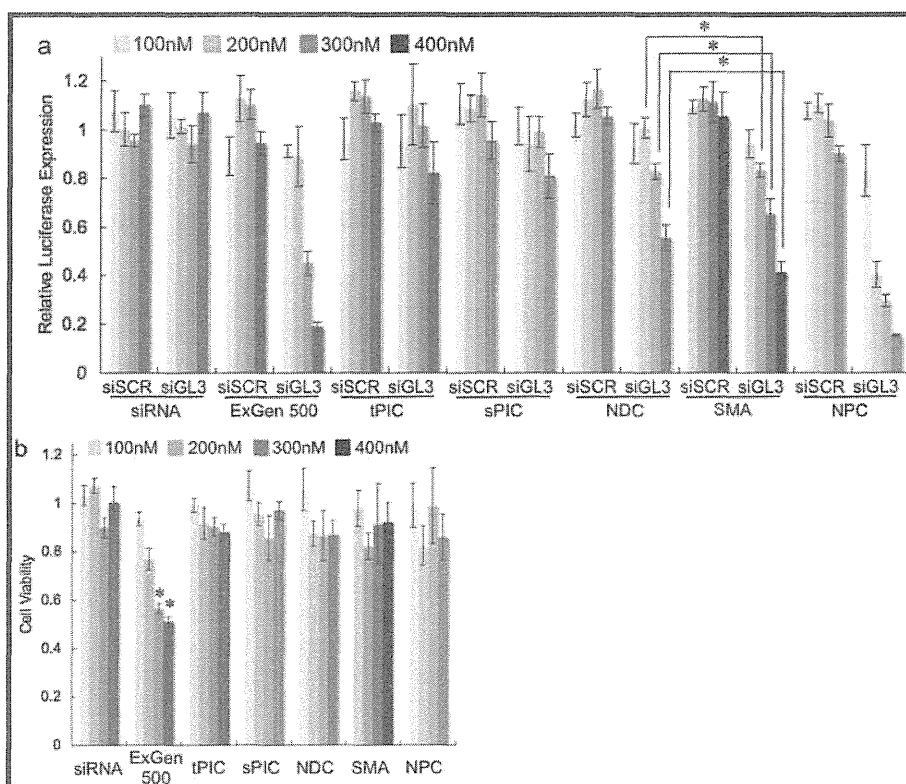 a
100nM 200nM 300nM 400nM
* 
*
*
Relative Luciferase Expression
1.2
1
0.8
0.6
0.4
0.2
0
siSCR siGL3 siSCR siGL3 siSCR siGL3 siSCR siGL3 siSCR siGL3 siSCR siGL3 siSCR siGL3
siRNA ExGen 500 tPIC sPIC NDC SMA NPC
b
100nM 200nM 300nM 400nM
Cell Viability
1.2
1
0.8
0.6
0.4
0.2
0
* *
siRNA ExGen 500 tPIC sPIC NDC SMA NPC